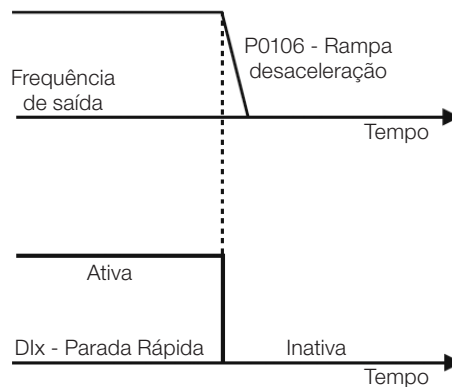 P0106 - Rampa
desaceleração
Frequência
de saída
Tempo
Ativa
DIx - Parada Rápida
Inativa
Tempo